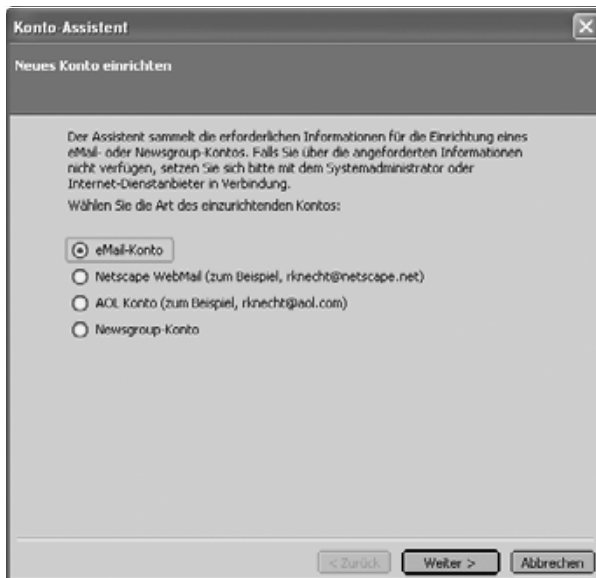 Konto-Assistent
Neues Konto einrichten
Der Assistent sammelt die erforderlichen Informationen für die Einrichtung eines
eMail- oder Newsgroup-Kontos. Falls Sie über die angeforderten Informationen
nicht verfügen, setzen Sie sich bitte mit dem Systemadministrator oder
Internet-Dienstanbieter in Verbindung.
Wählen Sie die Art des einzurichtenden Kontos:
eMail-Konto
Netscape WebMail (zum Beispiel, rknecht@netscape.net)
AOL Konto (zum Beispiel, rknecht@aol.com)
Newsgroup-Konto
< Zurück Weiter > Abbrechen